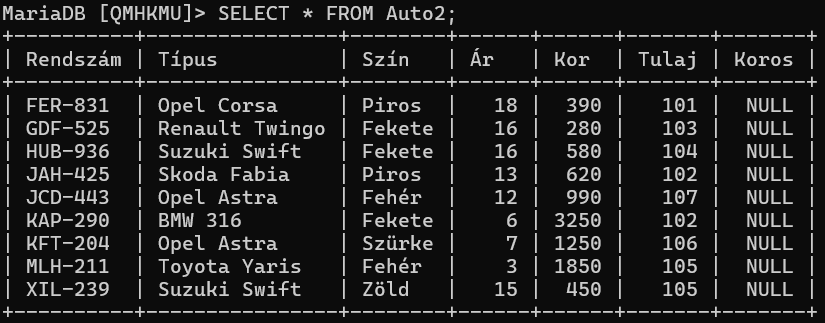 MariaDB [QMHKMU]> SELECT * FROM Auto2;
+----------+----------------+--------+------+------+-------+-------+
| Rendszám | Típus          | Szín   | Ár   | Kor  | Tulaj | Koros |
+----------+----------------+--------+------+------+-------+-------+
| FER-831  | Opel Corsa     | Piros  |   18 |  390 |   101 |  NULL |
| GDF-525  | Renault Twingo | Fekete |   16 |  280 |   103 |  NULL |
| HUB-936  | Suzuki Swift   | Fekete |   16 |  580 |   104 |  NULL |
| JAH-425  | Skoda Fabia    | Piros  |   13 |  620 |   102 |  NULL |
| JCD-443  | Opel Astra     | Fehér  |   12 |  990 |   107 |  NULL |
| KAP-290  | BMW 316        | Fekete |    6 | 3250 |   102 |  NULL |
| KFT-204  | Opel Astra     | Szürke |    7 | 1250 |   106 |  NULL |
| MLH-211  | Toyota Yaris   | Fehér  |    3 | 1850 |   105 |  NULL |
| XIL-239  | Suzuki Swift   | Zöld   |   15 |  450 |   105 |  NULL |
+----------+----------------+--------+------+------+-------+-------+